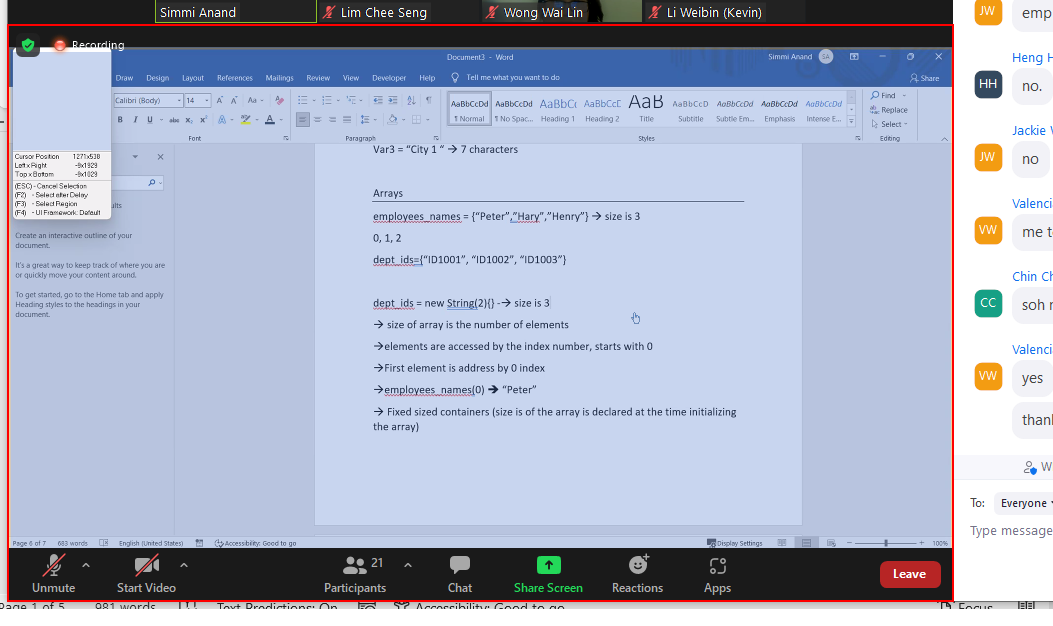 Simmi Anand
Lim Chee Seng
Wong Wai Lin
Li Weibin (Kevin)
Recording
Document3 - Word
Simmi Anand
SA
Draw
Design
Layout
References
Mailings
Review
View
Developer
Help
Tell me what you want to do
Share
Calibri (Body)
14
Font
Paragraph
AaBbCcDd
¶ Normal
AaBbCcDd
¶ No Spac...
AaBbCc
Heading 1
AaBbCcC
Heading 2
AaB
Title
AaBbCcD
Subtitle
AaBbCcDd
Subtle Em...
AaBbCcDd
Emphasis
AaBbCcDd
Intense E...
Styles
Find
Replace
Select
Editing
Cursor Position 1271x538
Left x Right -9x1929
Top x Bottom -9x1029
(ESC) - Cancel Selection
(F2) - Select after Delay
(F3) - Select Region
(F4) - UI Framework: Default
ults
Create an interactive outline of your
document.
It's a great way to keep track of where you are
or quickly move your content around.
To get started, go to the Home tab and apply
Heading styles to the headings in your
document.
Var3 = “City 1 “ → 7 characters
Arrays
employees_names = {“Peter”,”Hary”,”Henry”} → size is 3
0, 1, 2
dept_ids={“ID1001”, “ID1002”, “ID1003”}
dept_ids = new String(2){} -→ size is 3
→ size of array is the number of elements
→elements are accessed by the index number, starts with 0
→First element is address by 0 index
→employees_names(0) ➔ “Peter”
→ Fixed sized containers (size is of the array is declared at the time initializing
the array)
Page 6 of 7
683 words
English (United States)
Accessibility: Good to go
Display Settings
100%
Unmute
Start Video
Participants
21
Chat
Share Screen
Reactions
Apps
Leave
Page 1 of 5
981 words
Text Predictions: On
Accessibility: Good to go
Focus
JW
emp
Heng H
HH
no.
Jackie W
JW
no
Valenci
VW
me t
Chin Ch
CC
soh
Valenci
VW
yes
thank
W
To:
Everyone
Type message